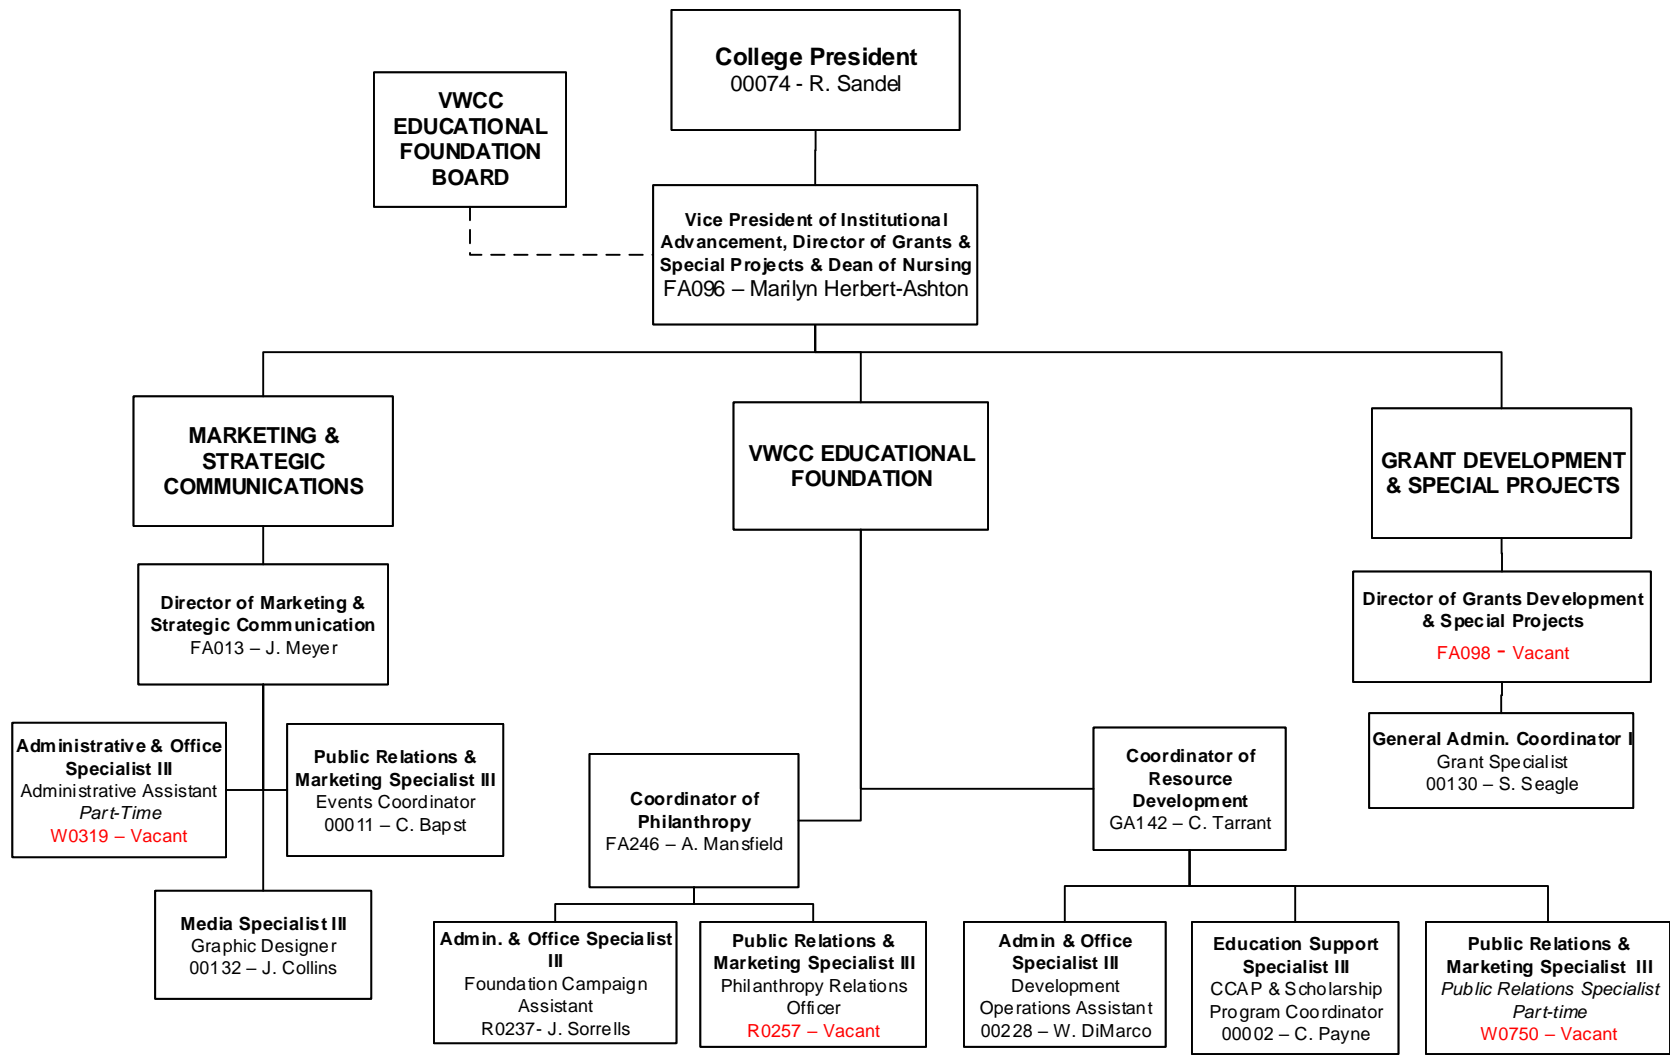 College President
00074 - R. Sandel
VWCC
EDUCATIONAL
FOUNDATION
BOARD
Vice President of Institutional
Advancement, Director of Grants &
Special Projects & Dean of Nursing
FA096 – Marilyn Herbert-Ashton
MARKETING &
STRATEGIC
COMMUNICATIONS
VWCC EDUCATIONAL
FOUNDATION
GRANT DEVELOPMENT
& SPECIAL PROJECTS
Director of Marketing &
Strategic Communication
FA013 – J. Meyer
Director of Grants Development
& Special Projects
FA098 - Vacant
Administrative & Office
Specialist III
Administrative Assistant
Part-Time
W0319 – Vacant
Public Relations &
Marketing Specialist III
Events Coordinator
00011 – C. Bapst
Media Specialist III
Graphic Designer
00132 – J. Collins
Coordinator of
Philanthropy
FA246 – A. Mansfield
Coordinator of
Resource
Development
GA142 – C. Tarrant
General Admin. Coordinator I
Grant Specialist
00130 – S. Seagle
Admin. & Office Specialist
III
Foundation Campaign
Assistant
R0237- J. Sorrells
Public Relations &
Marketing Specialist III
Philanthropy Relations
Officer
R0257 – Vacant
Admin & Office
Specialist III
Development
Operations Assistant
00228 – W. DiMarco
Education Support
Specialist III
CCAP & Scholarship
Program Coordinator
00002 – C. Payne
Public Relations &
Marketing Specialist III
Public Relations Specialist
Part-time
W0750 – Vacant